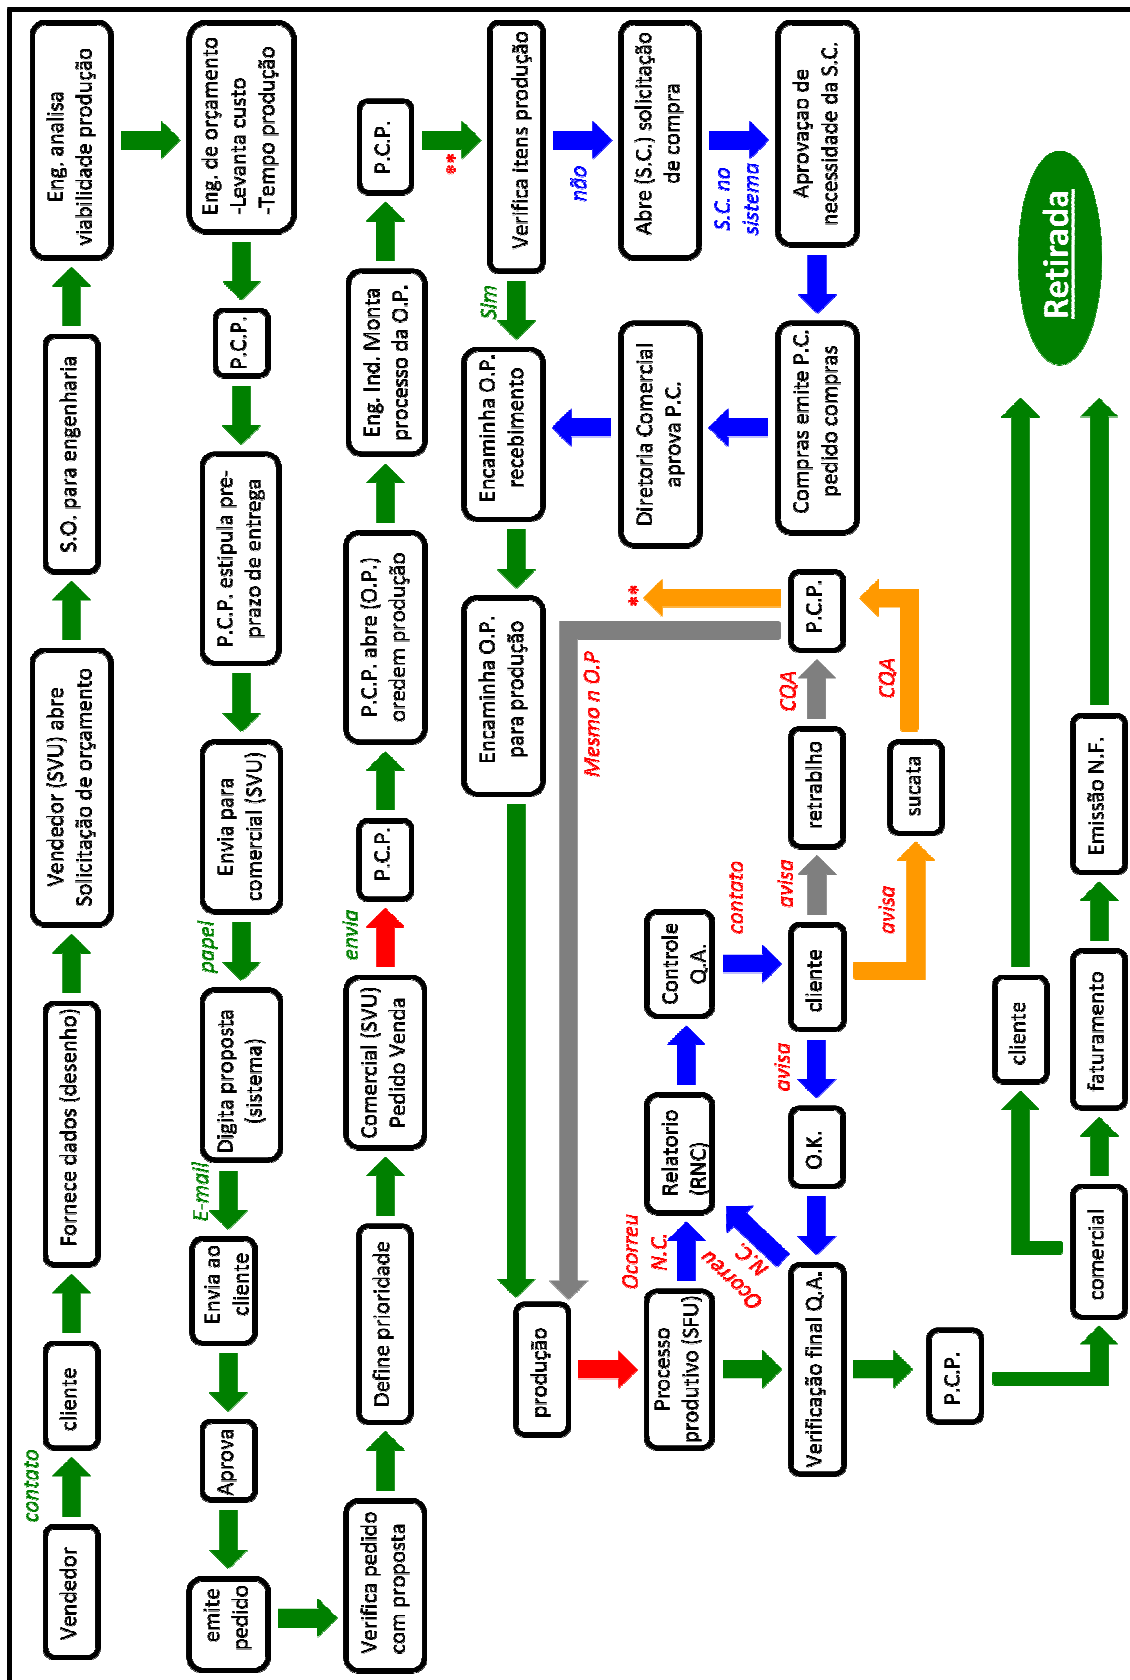 contato
Vendedor
cliente
Fornece dados (desenho)
Vendedor (SVU) abre
Solicitação de orçamento
S.O. para engenharia
Eng. analisa
viabilidade produção
Eng. de orçamento
-Levanta custo
-Tempo produção
P.C.P.
P.C.P. estipula pre-
prazo de entrega
Envia para
comercial (SVU)
papel
Digita proposta
(sistema)
E-mail
Envia ao
cliente
Aprova
emite
pedido
Verifica pedido
com proposta
Define prioridade
Comercial (SVU)
Pedido Venda
envia
P.C.P.
P.C.P. abre (O.P.)
oredem produção
Eng. Ind. Monta
processo da O.P.
P.C.P.
**
Verifica itens produção
Sim
não
Abre (S.C.) solicitação
de compra
S.C. no
sistema
Aprovaçao de
necessidade da S.C.
Compras emite P.C.
pedido compras
Diretoria Comercial
aprova P.C.
Encaminha O.P.
recebimento
Encaminha O.P.
para produção
produção
Processo
produtivo (SFU)
Ocorreu
N.C.
Relatorio
(RNC)
Controle
Q.A.
contato
cliente
avisa
O.K.
avisa
retrablho
CQA
P.C.P.
**
Mesmo n O.P
avisa
sucata
CQA
Ocorreu
N.C.
Verificação final Q.A.
P.C.P.
comercial
cliente
faturamento
Emissão N.F.
Retirada